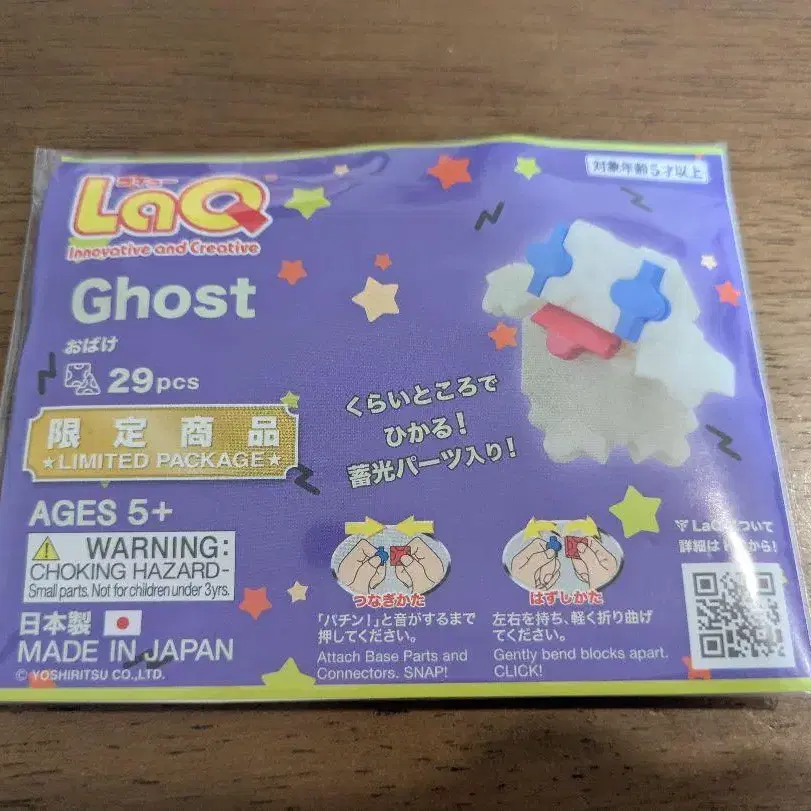 対象年齢5才以上
ラキュー
LaQ
Innovative and Creative
Ghost
おばけ
29pcs
限定商品
★LIMITED PACKAGE★
くらいところで
ひかる!
蓄光パーツ入り!
AGES 5+
WARNING:
CHOKING HAZARD-
Small parts. Not for children under 3yrs.
日本製
MADE IN JAPAN
© YOSHIRITSU CO.,LTD.
つなぎかた
「パチン!」と音がするまで
押してください。
Attach Base Parts and
Connectors. SNAP!
はずしかた
左右を持ち、軽く折り曲げ
てください。
Gently bend blocks apart.
CLICK!
LaQ ついて
詳細は から!